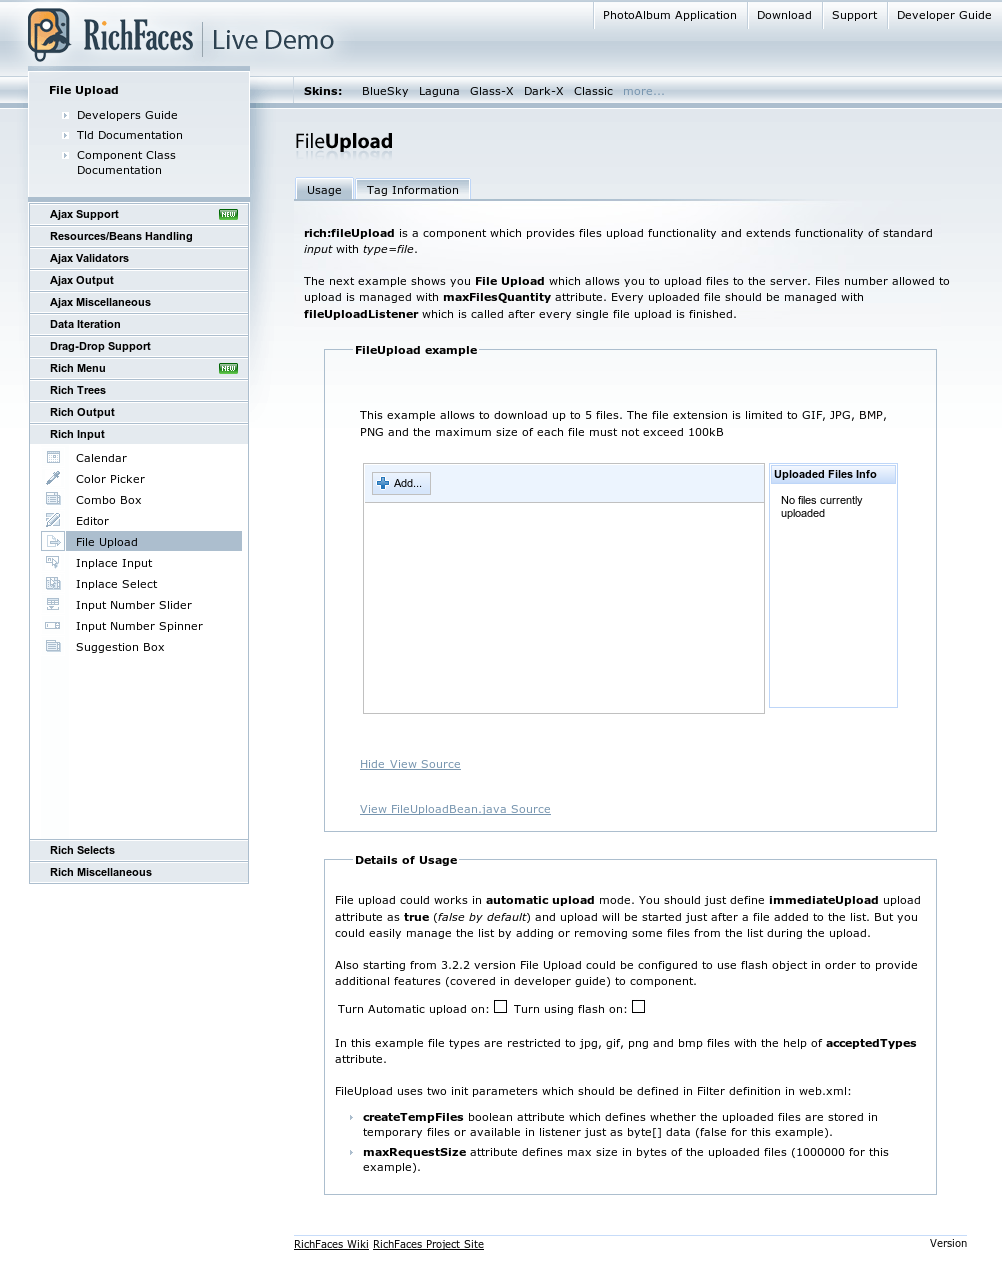 PhotoAlbum Application Download Support Developer Guide
RichFaces Live Demo
File Upload
Developers Guide
Tld Documentation
Component Class
Documentation
Skins: BlueSky Laguna Glass-X Dark-X Classic more...
Ajax Support NEW
Resources/Beans Handling
Ajax Validators
Ajax Output
Ajax Miscellaneous
Data Iteration
Drag-Drop Support
Rich Menu NEW
Rich Trees
Rich Output
Rich Input
Calendar
Color Picker
Combo Box
Editor
File Upload
Inplace Input
Inplace Select
Input Number Slider
Input Number Spinner
Suggestion Box
Rich Selects
Rich Miscellaneous
FileUpload
Usage Tag Information
rich:fileUpload is a component which provides files upload functionality and extends functionality of standard
input with type=file.
The next example shows you File Upload which allows you to upload files to the server. Files number allowed to
upload is managed with maxFilesQuantity attribute. Every uploaded file should be managed with
fileUploadListener which is called after every single file upload is finished.
FileUpload example
This example allows to download up to 5 files. The file extension is limited to GIF, JPG, BMP,
PNG and the maximum size of each file must not exceed 100kB
Add...
Uploaded Files Info
No files currently
uploaded
Hide View Source
View FileUploadBean.java Source
Details of Usage
File upload could works in automatic upload mode. You should just define immediateUpload upload
attribute as true (false by default) and upload will be started just after a file added to the list. But you
could easily manage the list by adding or removing some files from the list during the upload.
Also starting from 3.2.2 version File Upload could be configured to use flash object in order to provide
additional features (covered in developer guide) to component.
Turn Automatic upload on: Turn using flash on:
In this example file types are restricted to jpg, gif, png and bmp files with the help of acceptedTypes
attribute.
FileUpload uses two init parameters which should be defined in Filter definition in web.xml:
createTempFiles boolean attribute which defines whether the uploaded files are stored in
temporary files or available in listener just as byte[] data (false for this example).
maxRequestSize attribute defines max size in bytes of the uploaded files (1000000 for this
example).
RichFaces Wiki RichFaces Project Site Version